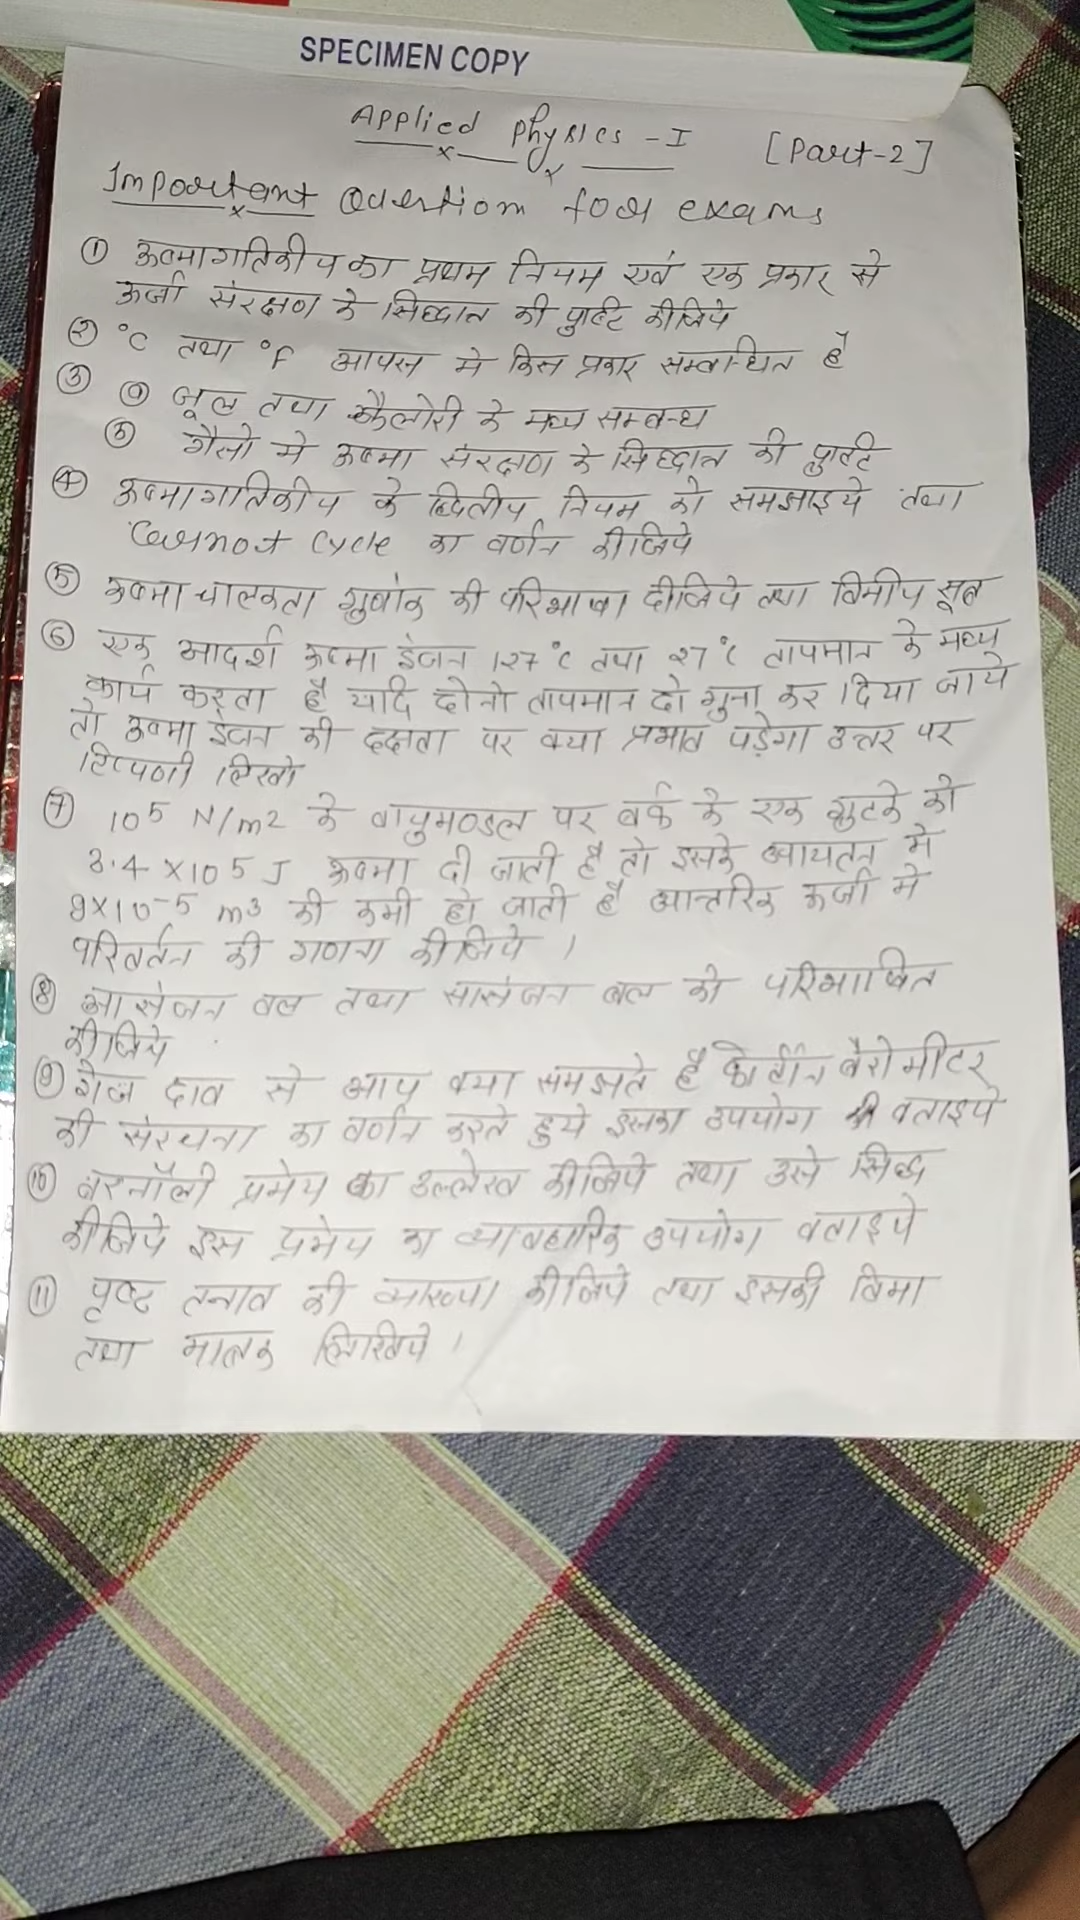 SPECIMEN COPY
Applied Physics - I [Part-2]
Important Question for exams
① ऊष्मागतिकीय का प्रथम नियम एवं एक प्रकार से
ऊर्जा संरक्षण के सिद्धान्त की पुष्टि कीजिये
② °C तथा °F आपस मे किस प्रकार सम्बन्धित है
③ ⓐ जूल तथा कैलोरी के मध्य सम्बन्ध
ⓑ गैसो मे ऊष्मा संरक्षण के सिद्धान्त की पुष्टि
④ ऊष्मागतिकीय के द्वितीय नियम को समझाइये तथा
Carnot cycle का वर्णन कीजिये
⑤ ऊष्मा चालकता गुणांक की परिभाषा दीजिये तथा विमीय सूत्र
⑥ एक आदर्श ऊष्मा इंजन 127°C तथा 27°C तापमान के मध्य
कार्य करता है यदि दोनो तापमान दो गुना कर दिया जाये
तो ऊष्मा इंजन की दक्षता पर क्या प्रभाव पड़ेगा उत्तर पर
टिप्पणी लिखो
⑦ 10⁵ N/m2 के वायुमण्डल पर बर्फ के एक गुटके को
3.4 × 10⁵ J ऊष्मा दी जाती है तो इसके आयतन मे
9×10⁻⁵ m³ की कमी हो जाती है आन्तरिक ऊर्जा मे
परिवर्तन की गणना कीजिये ।
⑧ आसंजन बल तथा सासंजन बल को परिभाषित
कीजिये
⑨ गेज दाब से आप क्या समझते है फोर्टीन बैरोमीटर
की संरचना का वर्णन करते हुये इसका उपयोग बताइये
⑩ बरनॉली प्रमेय का उल्लेख कीजिये तथा उसे सिद्ध
कीजिये इस प्रमेय का व्यावहारिक उपयोग बताइये
⑪ पृष्ठ तनाव की व्याख्या कीजिये तथा इसकी विमा
तथा मात्रक लिखिये ।